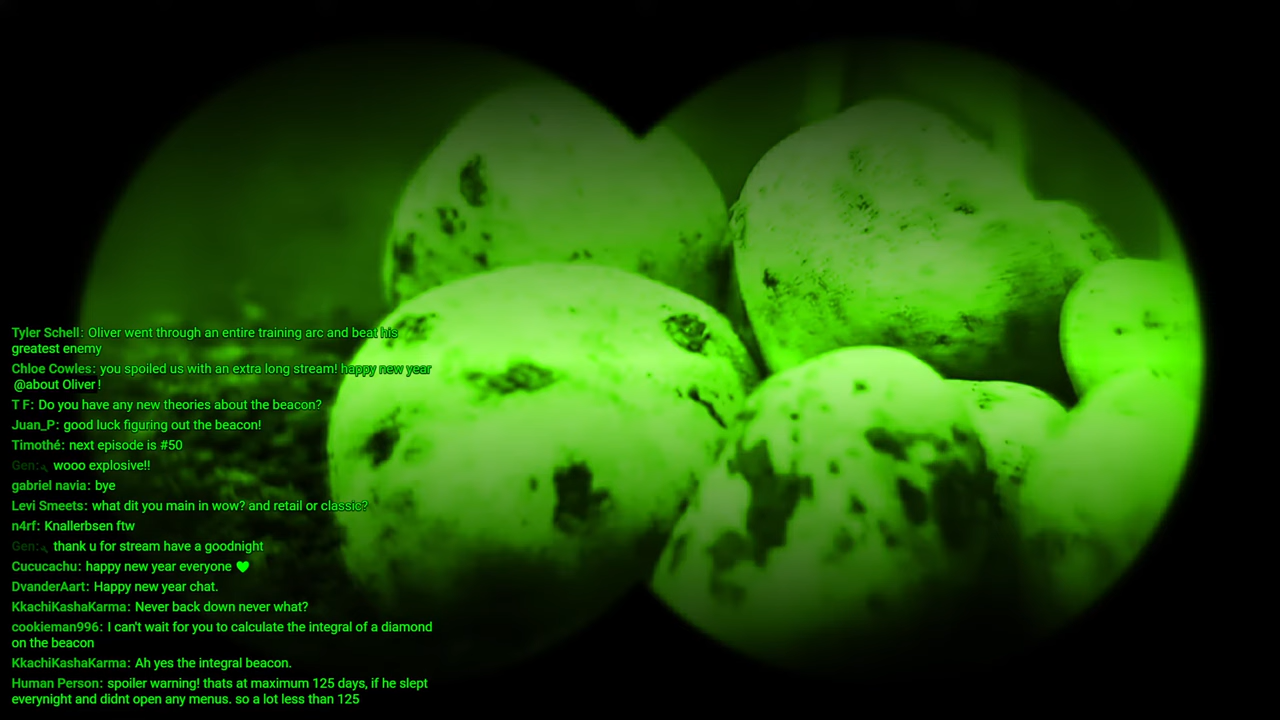 Tyler Schell: Oliver went through an entire training arc and beat his
greatest enemy
Chloe Cowles: you spoiled us with an extra long stream! happy new year
@about Oliver !
T F: Do you have any new theories about the beacon?
Juan_P: good luck figuring out the beacon!
Timothé: next episode is #50
Gen: wooo explosive!!
gabriel navia: bye
Levi Smeets: what dit you main in wow? and retail or classic?
n4rf: Knallerbsen ftw
Gen: thank u for stream have a goodnight
Cucucachu: happy new year everyone 💚
DvanderAart: Happy new year chat.
KkachiKashaKarma: Never back down never what?
cookieman996: I can't wait for you to calculate the integral of a diamond
on the beacon
KkachiKashaKarma: Ah yes the integral beacon.
Human Person: spoiler warning! thats at maximum 125 days, if he slept
everynight and didnt open any menus. so a lot less than 125